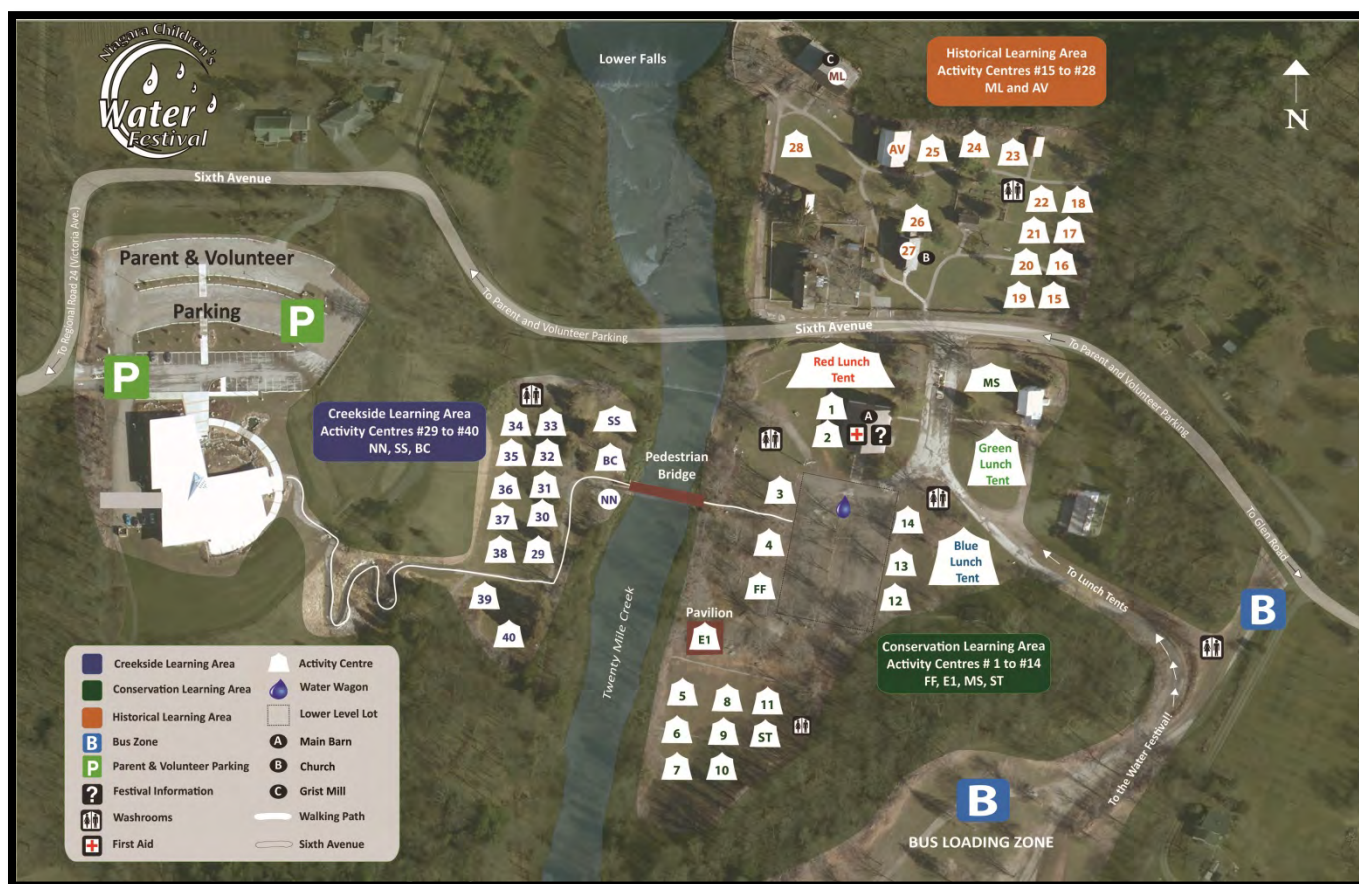 Niagara Children's
Water
Festival
Lower Falls
Historical Learning Area
Activity Centres #15 to #28
ML and AV
N
C
ML
28
AV
25
24
23
22
18
21
17
20
16
19
15
26
27
B
Sixth Avenue
To Regional Road 24 (Victoria Ave.)
Parent & Volunteer
Parking
P
P
To Parent and Volunteer Parking
Sixth Avenue
To Parent and Volunteer Parking
To Glen Road
Red Lunch
Tent
MS
1
A
2
?
Green
Lunch
Tent
Creekside Learning Area
Activity Centres #29 to #40
NN, SS, BC
34
33
SS
35
32
BC
36
31
NN
37
30
38
29
39
40
Pedestrian
Bridge
3
4
FF
14
13
12
Blue
Lunch
Tent
To Lunch Tents
B
Pavilion
E1
Twenty Mile Creek
Conservation Learning Area
Activity Centres # 1 to #14
FF, E1, MS, ST
5
8
11
6
9
ST
7
10
To the Water Festival!
B
BUS LOADING ZONE
Creekside Learning Area
Conservation Learning Area
Historical Learning Area
B Bus Zone
P Parent & Volunteer Parking
? Festival Information
Washrooms
First Aid
Activity Centre
Water Wagon
Lower Level Lot
A Main Barn
B Church
C Grist Mill
Walking Path
Sixth Avenue